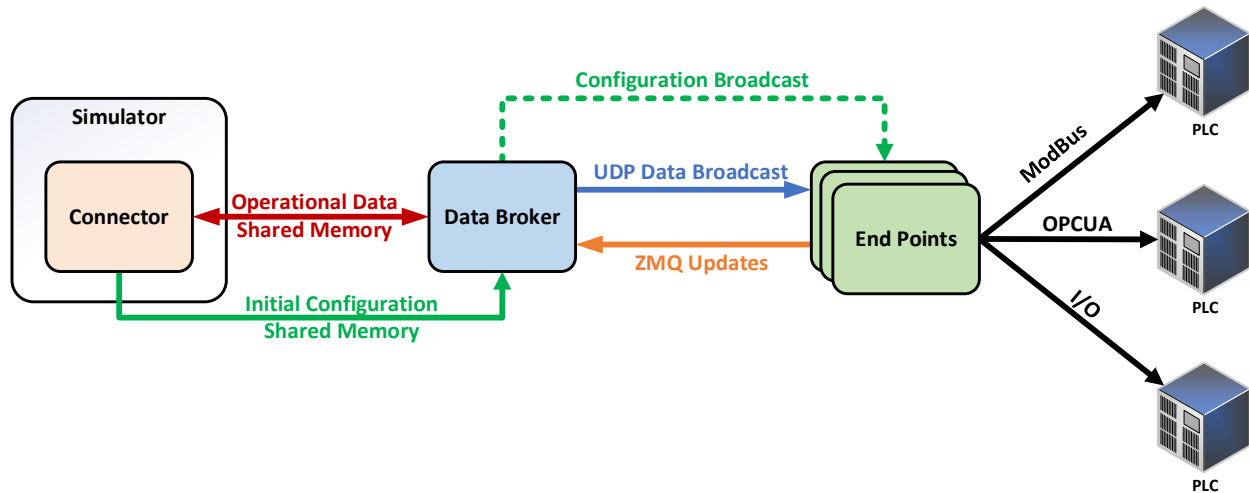 Configuration Broadcast
Simulator
Connector
Operational Data
Shared Memory
Initial Configuration
Shared Memory
Data Broker
UDP Data Broadcast
ZMQ Updates
End Points
ModBus
OPCUA
I/O
PLC
PLC
PLC